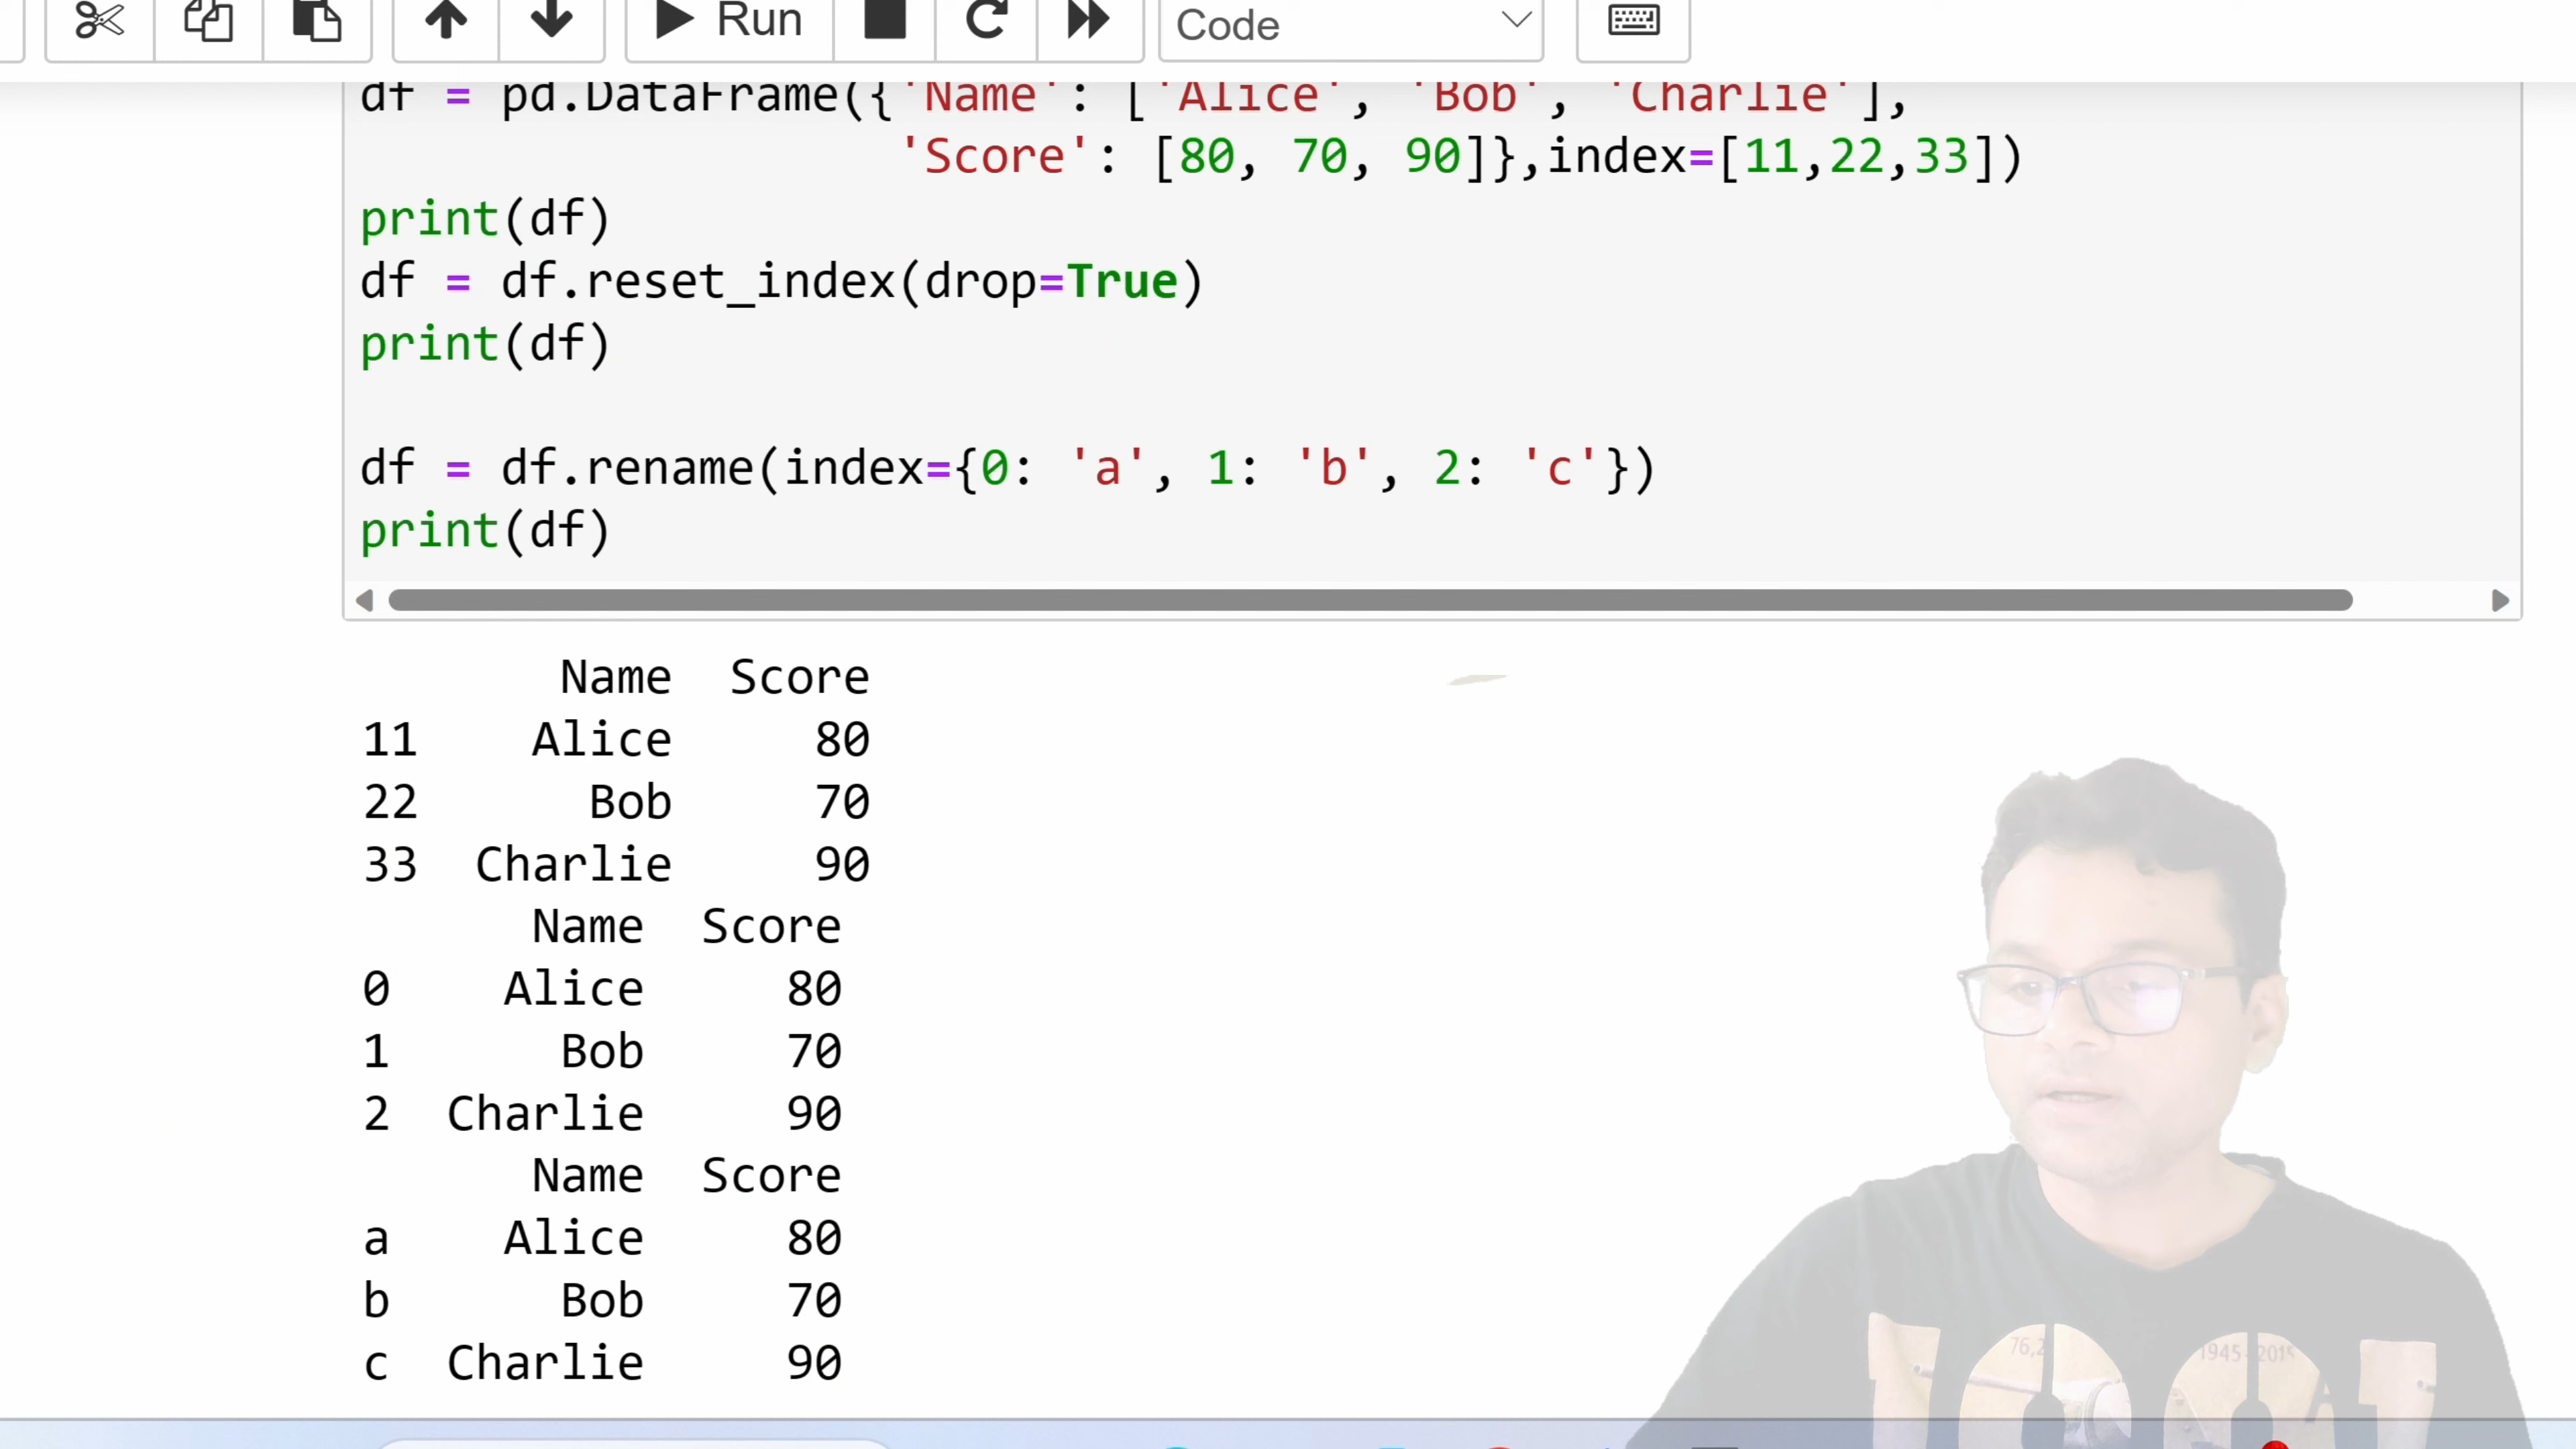 Run
Code
df = pd.DataFrame({'Name': ['Alice', 'Bob', 'Charlie'],
'Score': [80, 70, 90]},index=[11,22,33])
print(df)
df = df.reset_index(drop=True)
print(df)
df = df.rename(index={0: 'a', 1: 'b', 2: 'c'})
print(df)
Name Score
11 Alice 80
22 Bob 70
33 Charlie 90
Name Score
0 Alice 80
1 Bob 70
2 Charlie 90
Name Score
a Alice 80
b Bob 70
c Charlie 90